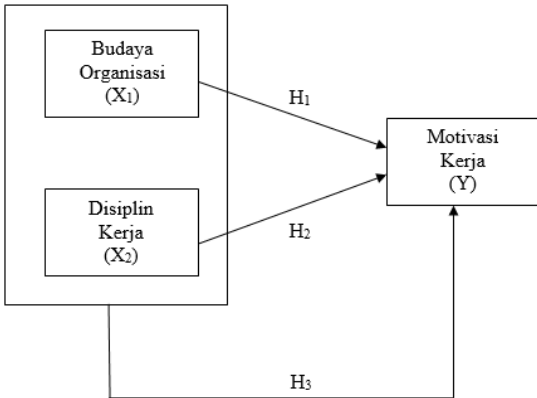 Budaya
Organisasi
(X₁)
H₁
Motivasi
Kerja
(Y)
Disiplin
Kerja
(X₂)
H₂
H₃